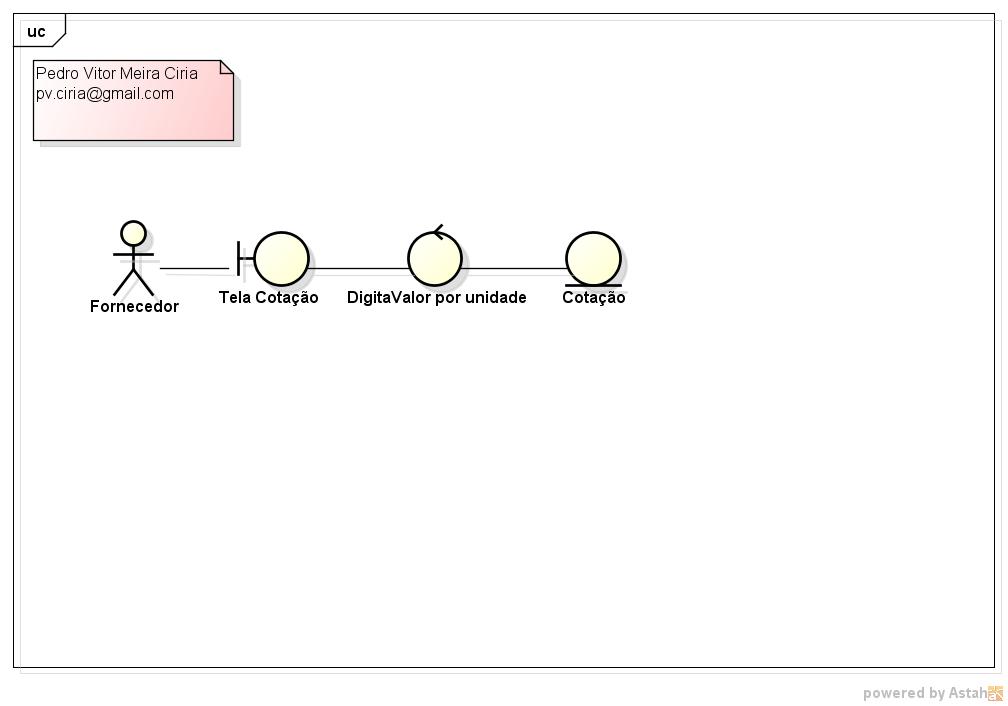 uc
Pedro Vitor Meira Ciria
pv.ciria@gmail.com
Fornecedor
Tela Cotação
DigitaValor por unidade
Cotação
powered by Astah